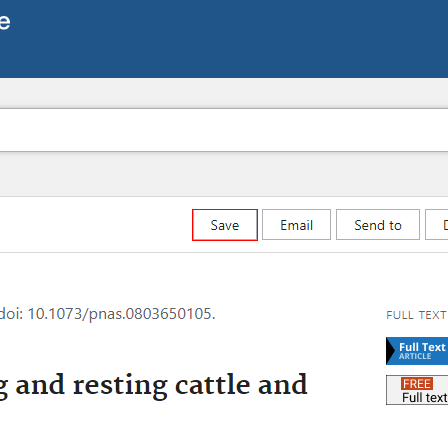 e
Save Email Send to D
doi: 10.1073/pnas.0803650105.
FULL TEXT
Full Text
ARTICLE
g and resting cattle and
FREE
Full text